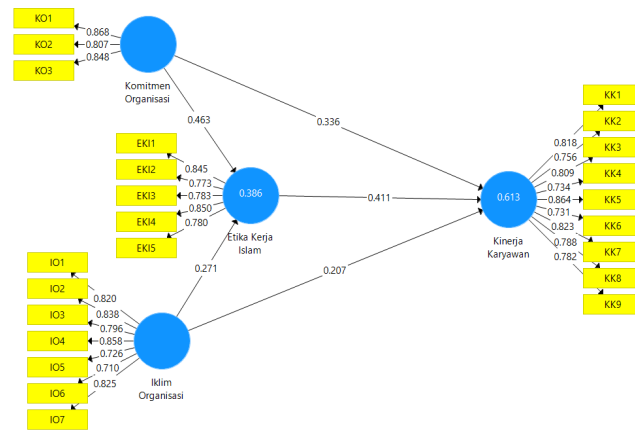 KO1
KO2
KO3
0.868
0.807
0.848
Komitmen
Organisasi
0.463
0.336
EKI1
EKI2
EKI3
EKI4
EKI5
0.845
0.773
0.783
0.850
0.780
0.386
Etika Kerja
Islam
0.411
0.271
0.207
IO1
IO2
IO3
IO4
IO5
IO6
IO7
0.820
0.838
0.796
0.858
0.726
0.710
0.825
Iklim
Organisasi
0.613
Kinerja
Karyawan
0.818
0.756
0.809
0.734
0.864
0.731
0.823
0.788
0.782
KK1
KK2
KK3
KK4
KK5
KK6
KK7
KK8
KK9